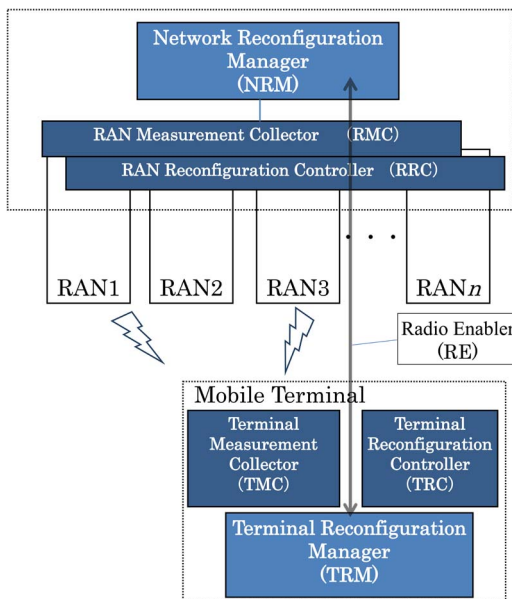 Network Reconfiguration
Manager
(NRM)
RAN Measurement Collector (RMC)
RAN Reconfiguration Controller (RRC)
. . .
RAN1
RAN2
RAN3
RANn
Radio Enabler
(RE)
Mobile Terminal
Terminal
Measurement
Collector
(TMC)
Terminal
Reconfiguration
Controller
(TRC)
Terminal Reconfiguration
Manager
(TRM)